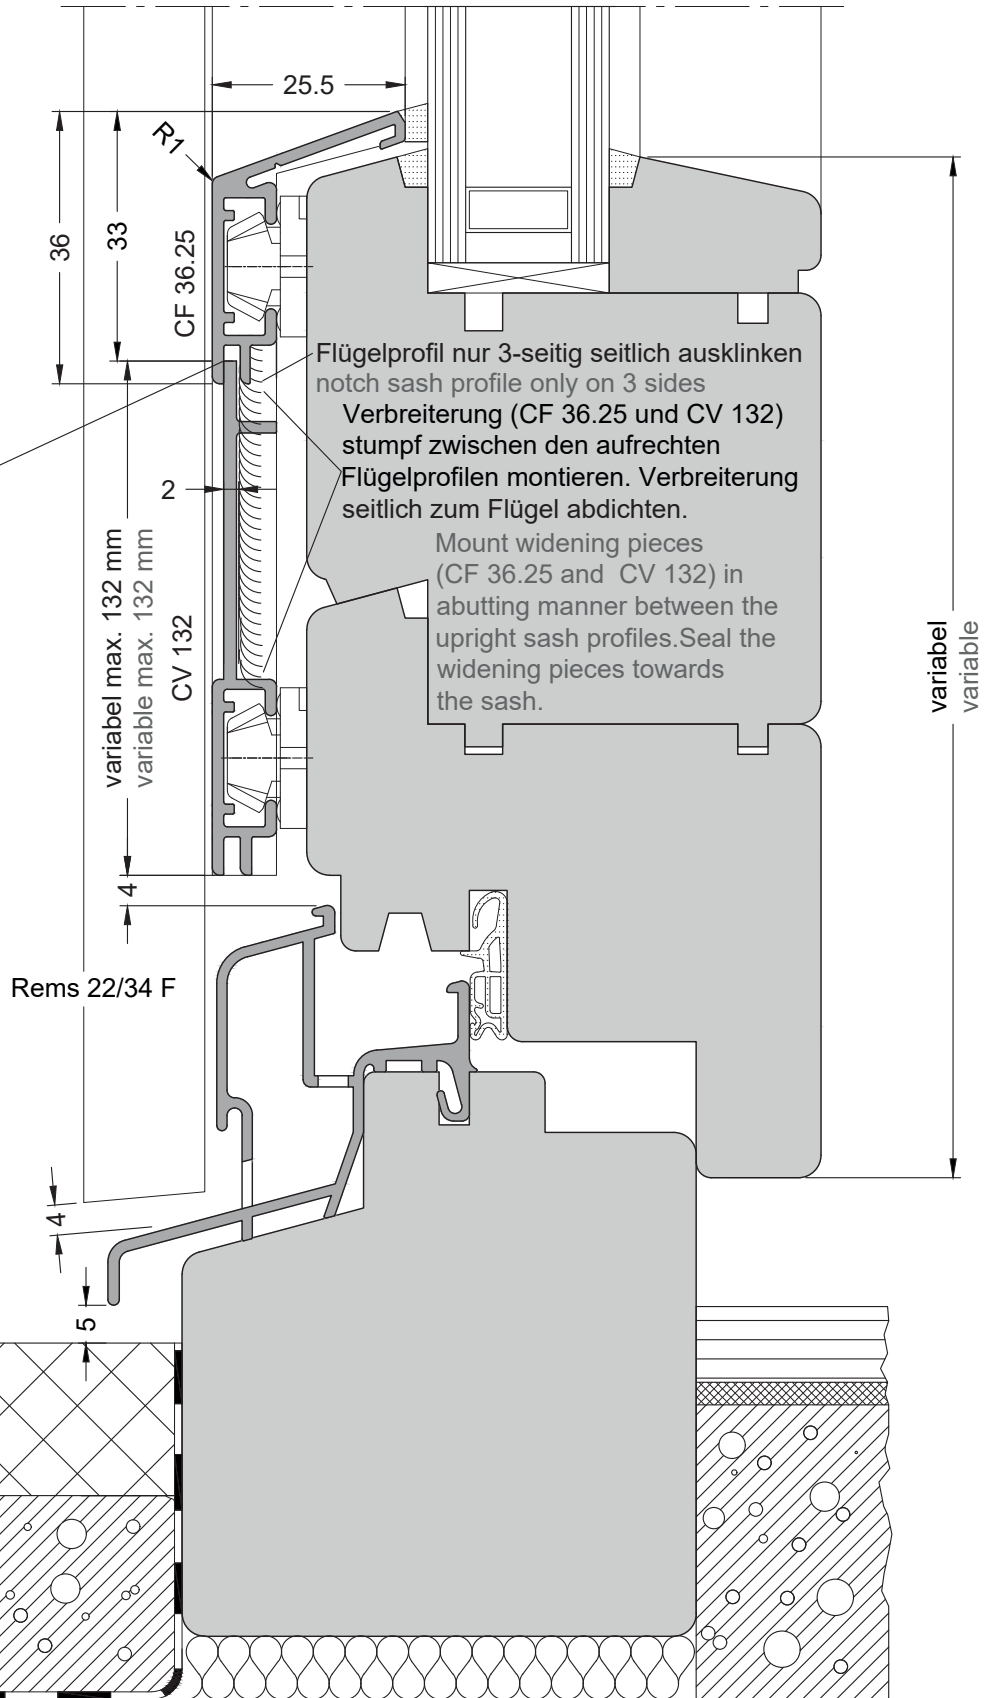 25.5
R1
36
33
CF 36.25
Flügelprofil nur 3-seitig seitlich ausklinken
notch sash profile only on 3 sides
Verbreiterung (CF 36.25 und CV 132)
stumpf zwischen den aufrechten
Flügelprofilen montieren. Verbreiterung
seitlich zum Flügel abdichten.
Mount widening pieces
(CF 36.25 and CV 132) in
abutting manner between the
upright sash profiles.Seal the
widening pieces towards
the sash.
2
variabel max. 132 mm
variable max. 132 mm
CV 132
variabel
variable
4
Rems 22/34 F
4
5